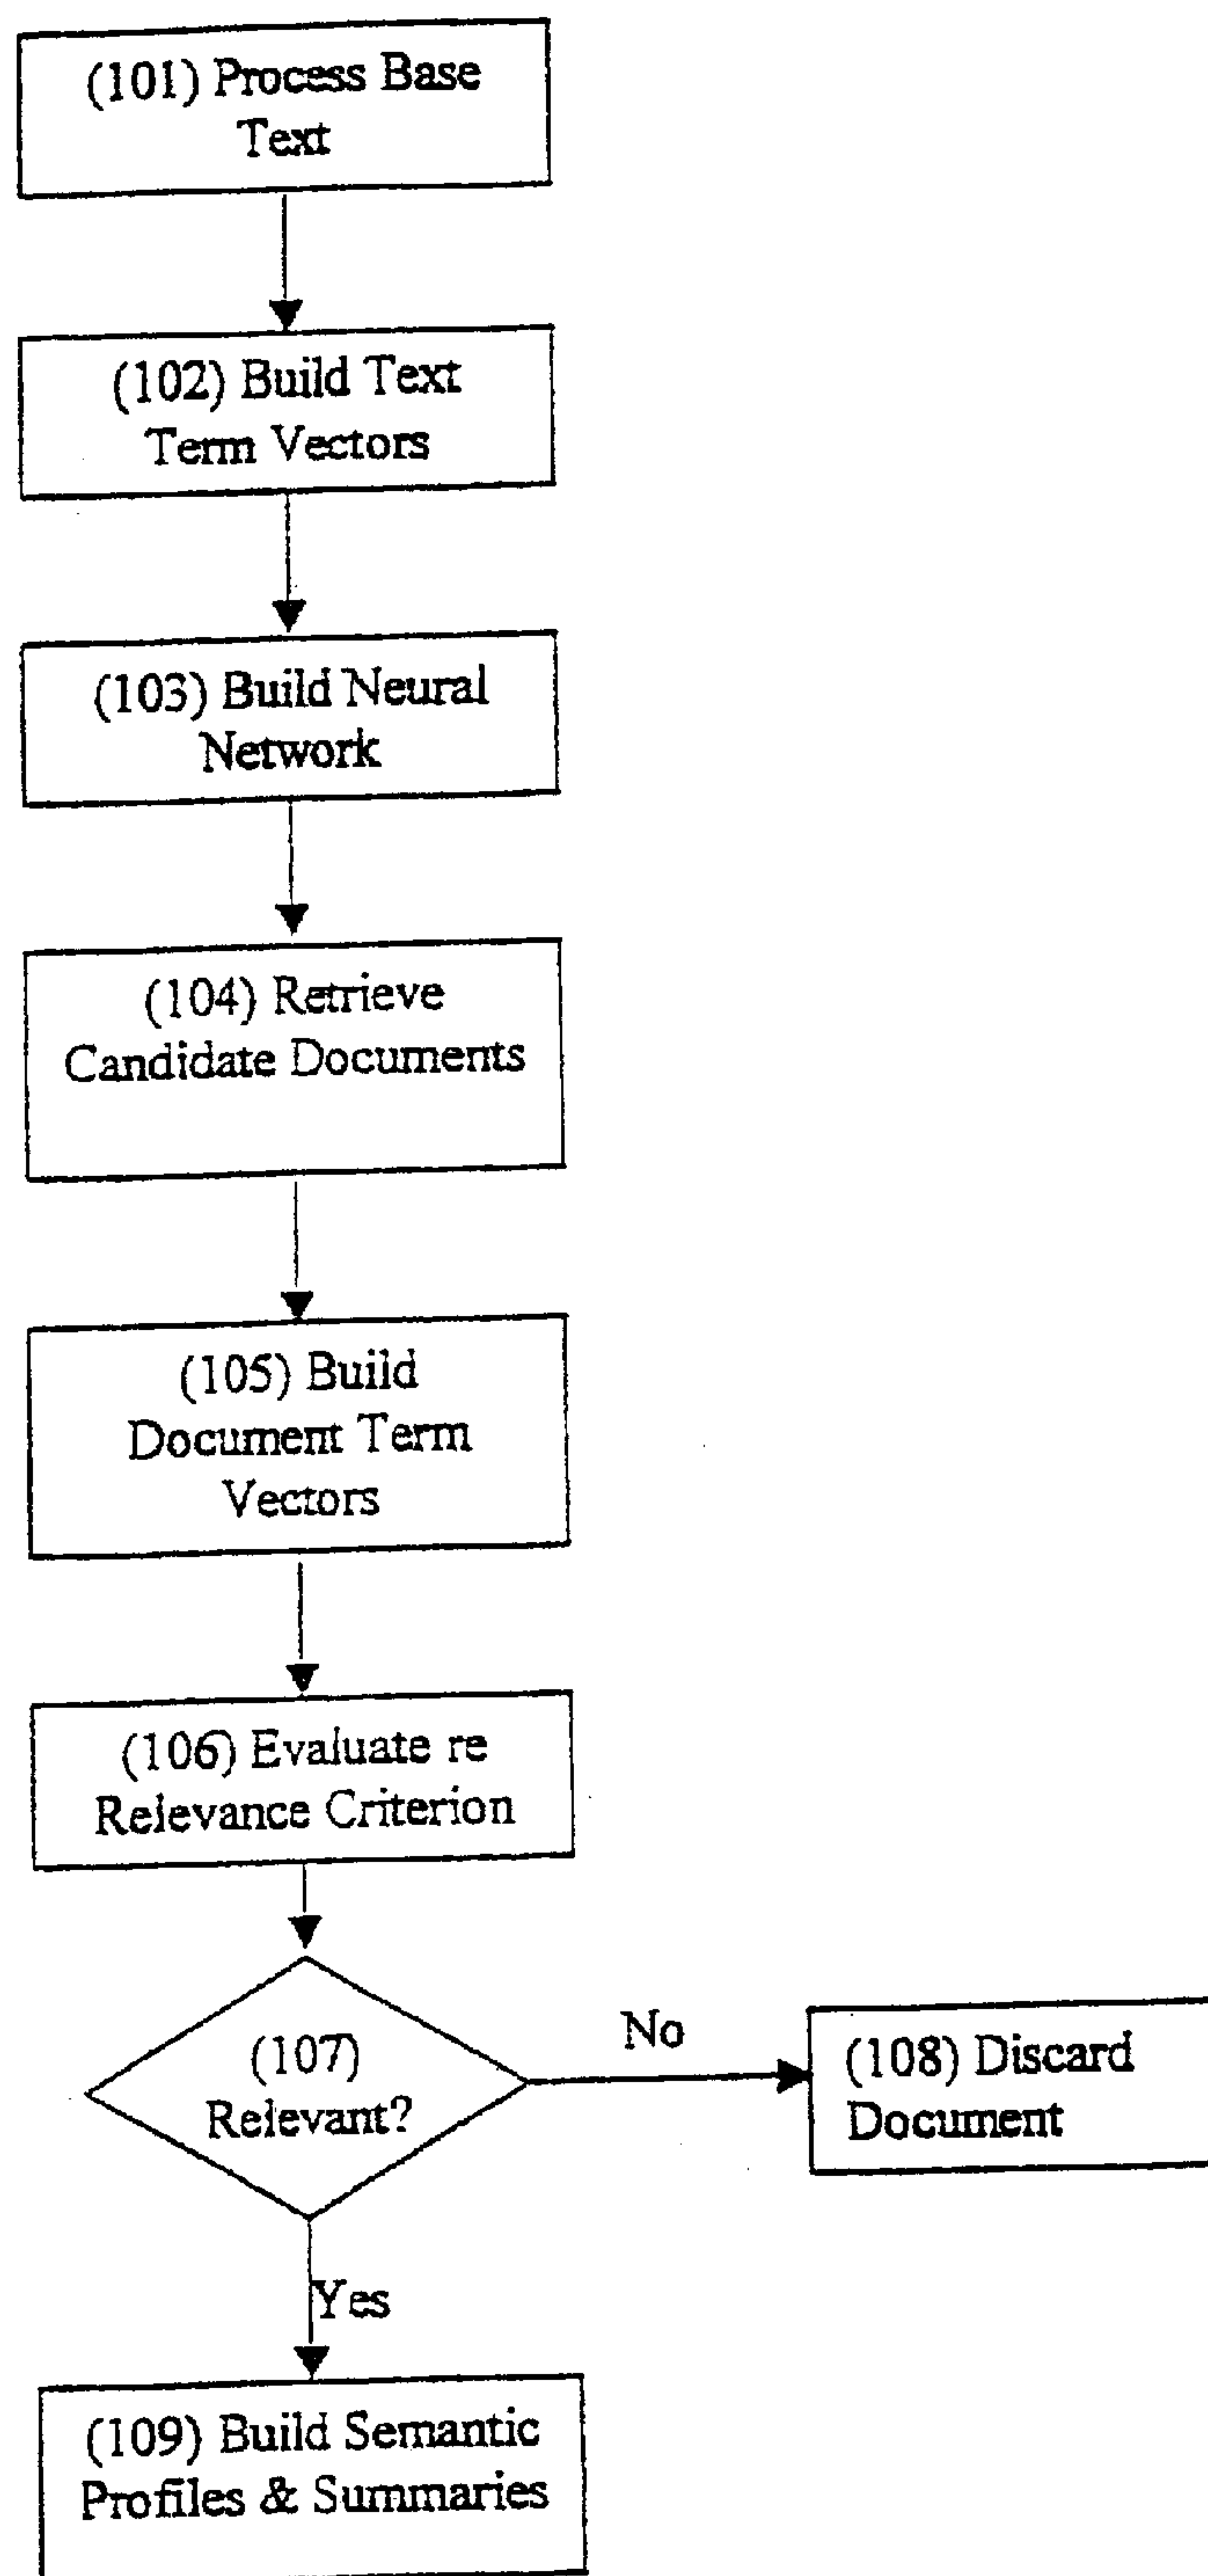 (101) Process Base
Text
(102) Build Text
Term Vectors
(103) Build Neural
Network
(104) Retrieve
Candidate Documents
(105) Build
Document Term
Vectors
(106) Evaluate re
Relevance Criterion
(107)
Relevant?
No
(108) Discard
Document
Yes
(109) Build Semantic
Profiles & Summaries